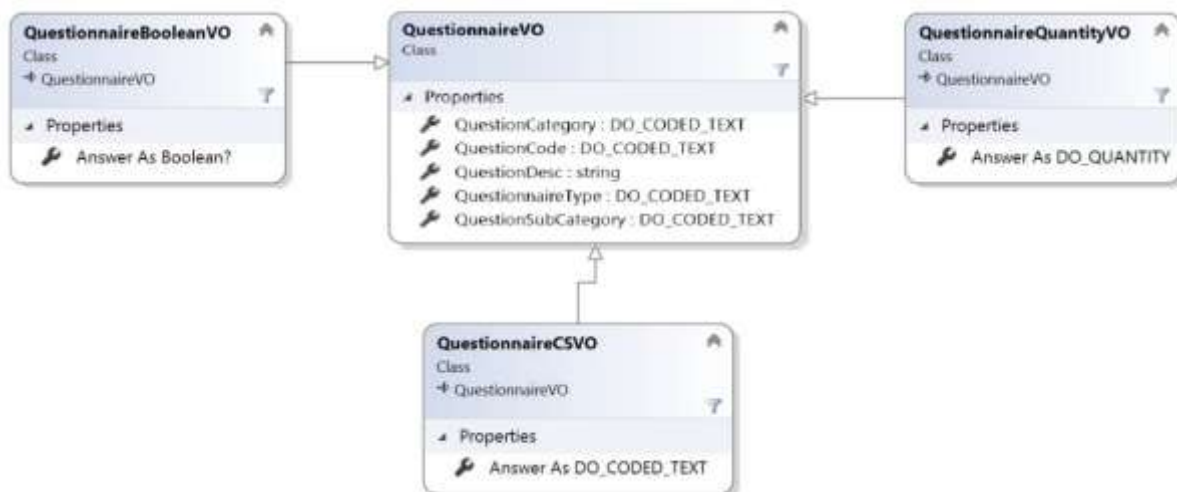 QuestionnaireBooleanVO
Class
QuestionnaireVO
Properties
Answer As Boolean?
QuestionnaireVO
Class
Properties
QuestionCategory : DO_CODED_TEXT
QuestionCode : DO_CODED_TEXT
QuestionDesc : string
QuestionnaireType : DO_CODED_TEXT
QuestionSubCategory : DO_CODED_TEXT
QuestionnaireQuantityVO
Class
QuestionnaireVO
Properties
Answer As DO_QUANTITY
QuestionnaireCSVO
Class
QuestionnaireVO
Properties
Answer As DO_CODED_TEXT